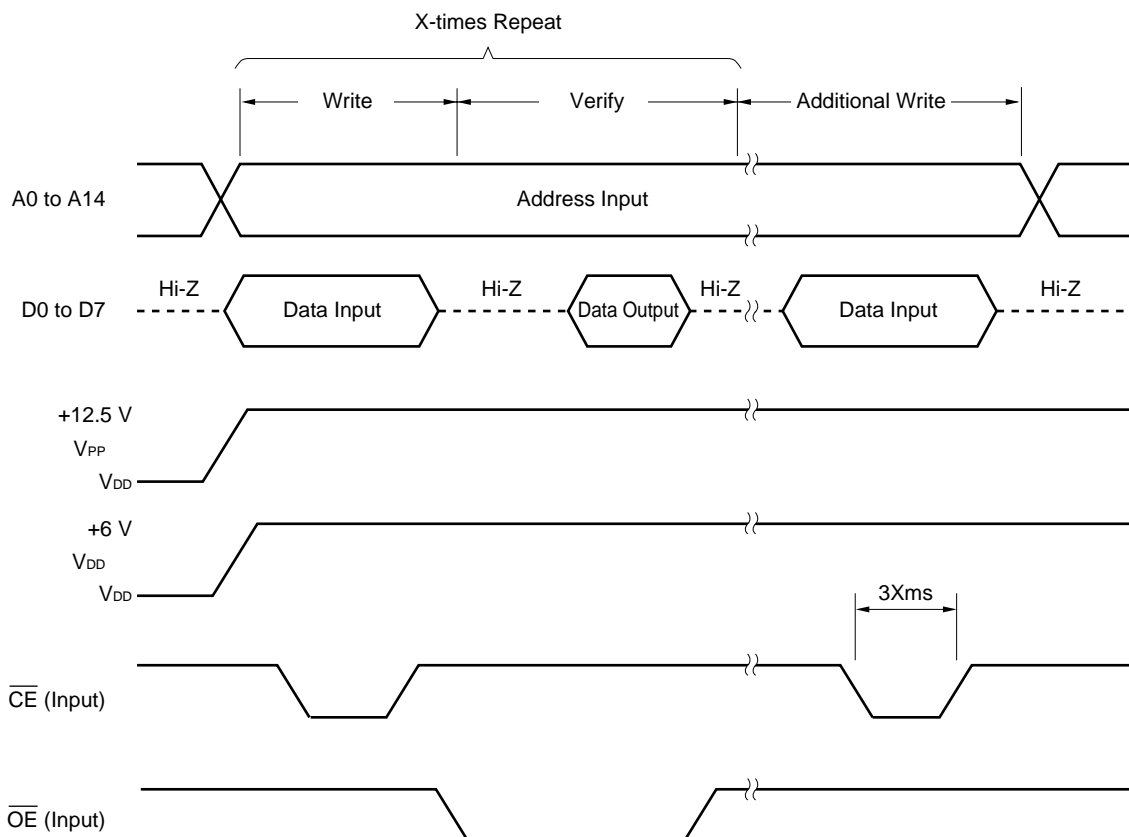 X-times Repeat
Write
Verify
Additional Write
A0 to A14
Address Input
D0 to D7
Hi-Z
Data Input
Hi-Z
Data Output
Hi-Z
Data Input
Hi-Z
+12.5 V
VPP
VDD
+6 V
VDD
VDD
3Xms
CE (Input)
OE (Input)